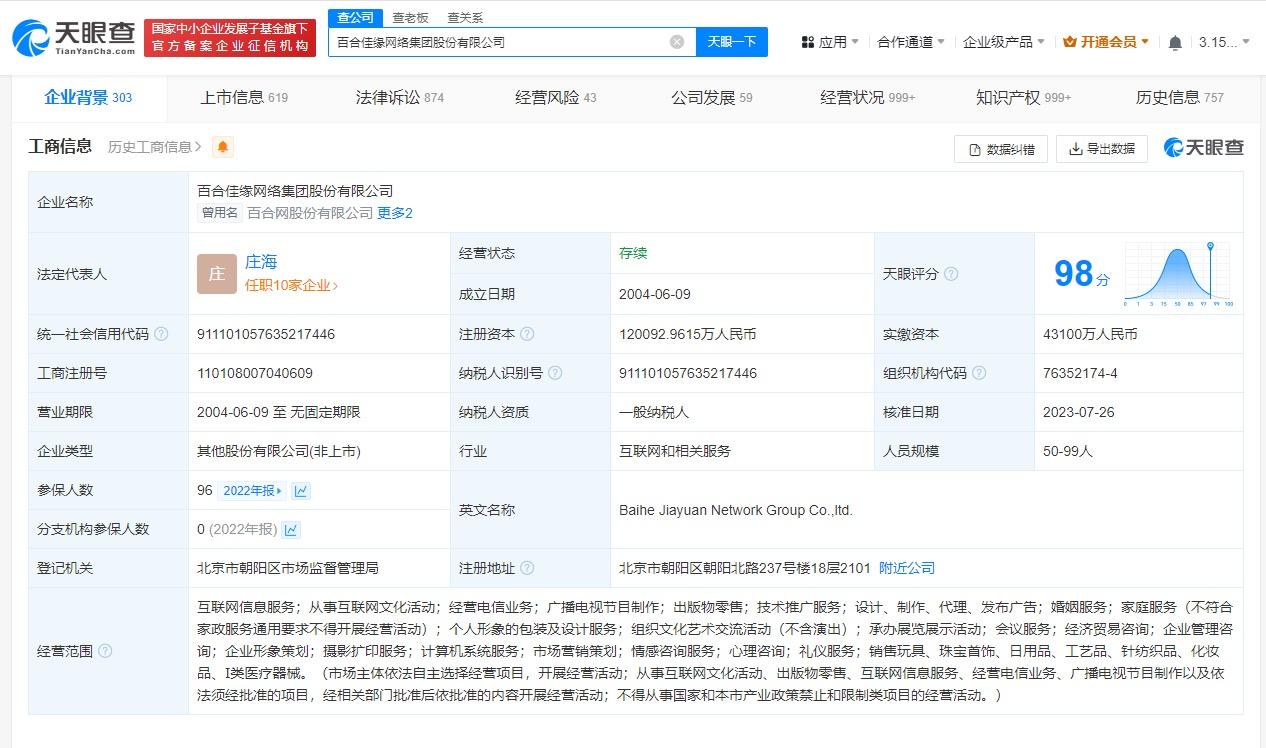 天眼查
TianYanCha.com
国家中小企业发展子基金旗下
官方备案企业征信机构
查公司 查老板 查关系
百合佳缘网络集团股份有限公司 天眼一下
应用 合作通道 企业级产品 开通会员 3.15...
企业背景 303 上市信息 619 法律诉讼 874 经营风险 43 公司发展 59 经营状况 999+ 知识产权 999+ 历史信息 757
工商信息 历史工商信息 数据纠错 导出数据 天眼查
企业名称 百合佳缘网络集团股份有限公司
曾用名 百合网股份有限公司 更多2
法定代表人 庄 庄海
任职10家企业
经营状态 存续
成立日期 2004-06-09
天眼评分 98分
0 1 3 15 50 85 97 99 100
统一社会信用代码 911101057635217446 注册资本 120092.9615万人民币 实缴资本 43100万人民币
工商注册号 110108007040609 纳税人识别号 911101057635217446 组织机构代码 76352174-4
营业期限 2004-06-09 至 无固定期限 纳税人资质 一般纳税人 核准日期 2023-07-26
企业类型 其他股份有限公司(非上市) 行业 互联网和相关服务 人员规模 50-99人
参保人数 96 2022年报
英文名称 Baihe Jiayuan Network Group Co.,ltd.
分支机构参保人数 0 (2022年报)
登记机关 北京市朝阳区市场监督管理局 注册地址 北京市朝阳区朝阳北路237号楼18层2101 附近公司
经营范围
互联网信息服务；从事互联网文化活动；经营电信业务；广播电视节目制作；出版物零售；技术推广服务；设计、制作、代理、发布广告；婚姻服务；家庭服务（不符合
家政服务通用要求不得开展经营活动）；个人形象的包装及设计服务；组织文化艺术交流活动（不含演出）；承办展览展示活动；会议服务；经济贸易咨询；企业管理咨
询；企业形象策划；摄影扩印服务；计算机系统服务；市场营销策划；情感咨询服务；心理咨询；礼仪服务；销售玩具、珠宝首饰、日用品、工艺品、针纺织品、化妆
品、I类医疗器械。（市场主体依法自主选择经营项目，开展经营活动；从事互联网文化活动、出版物零售、互联网信息服务、经营电信业务、广播电视节目制作以及依
法须经批准的项目，经相关部门批准后依批准的内容开展经营活动；不得从事国家和本市产业政策禁止和限制类项目的经营活动。）